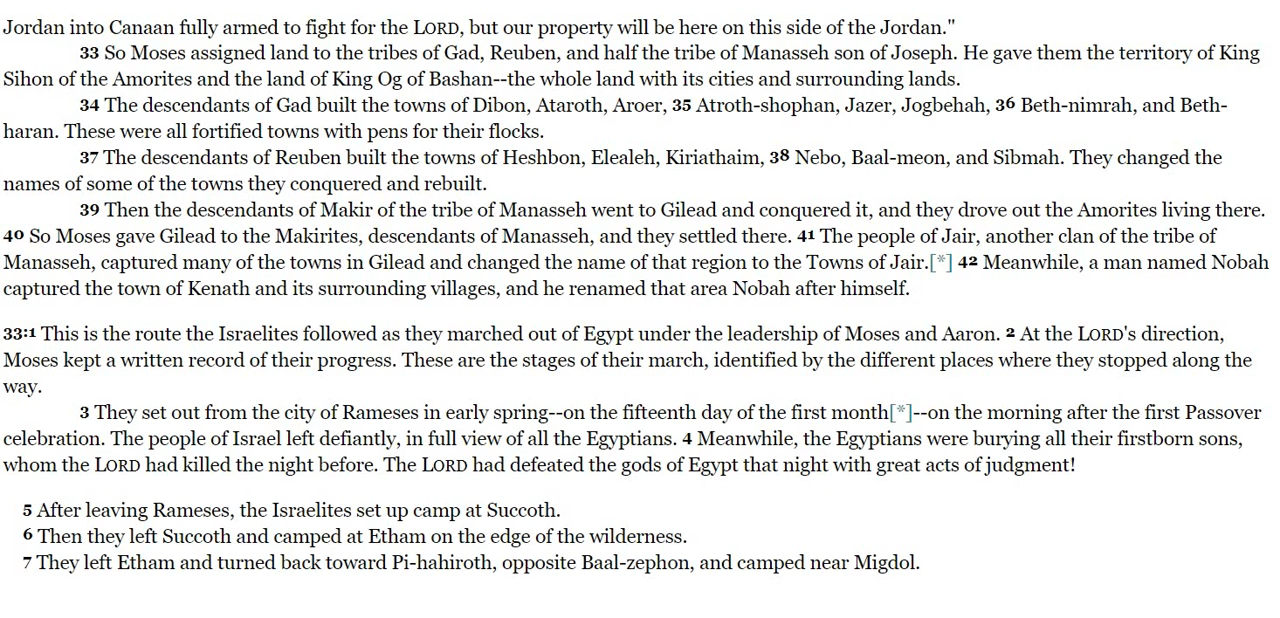 Jordan into Canaan fully armed to fight for the LORD, but our property will be here on this side of the Jordan."
33 So Moses assigned land to the tribes of Gad, Reuben, and half the tribe of Manasseh son of Joseph. He gave them the territory of King
Sihon of the Amorites and the land of King Og of Bashan--the whole land with its cities and surrounding lands.
34 The descendants of Gad built the towns of Dibon, Ataroth, Aroer, 35 Atroth-shophan, Jazer, Jogbehah, 36 Beth-nimrah, and Beth-
haran. These were all fortified towns with pens for their flocks.
37 The descendants of Reuben built the towns of Heshbon, Elealeh, Kiriathaim, 38 Nebo, Baal-meon, and Sibmah. They changed the
names of some of the towns they conquered and rebuilt.
39 Then the descendants of Makir of the tribe of Manasseh went to Gilead and conquered it, and they drove out the Amorites living there.
40 So Moses gave Gilead to the Makirites, descendants of Manasseh, and they settled there. 41 The people of Jair, another clan of the tribe of
Manasseh, captured many of the towns in Gilead and changed the name of that region to the Towns of Jair.[*] 42 Meanwhile, a man named Nobah
captured the town of Kenath and its surrounding villages, and he renamed that area Nobah after himself.
33:1 This is the route the Israelites followed as they marched out of Egypt under the leadership of Moses and Aaron. 2 At the LORD's direction,
Moses kept a written record of their progress. These are the stages of their march, identified by the different places where they stopped along the
way.
3 They set out from the city of Rameses in early spring--on the fifteenth day of the first month[*]--on the morning after the first Passover
celebration. The people of Israel left defiantly, in full view of all the Egyptians. 4 Meanwhile, the Egyptians were burying all their firstborn sons,
whom the LORD had killed the night before. The LORD had defeated the gods of Egypt that night with great acts of judgment!
5 After leaving Rameses, the Israelites set up camp at Succoth.
6 Then they left Succoth and camped at Etham on the edge of the wilderness.
7 They left Etham and turned back toward Pi-hahiroth, opposite Baal-zephon, and camped near Migdol.